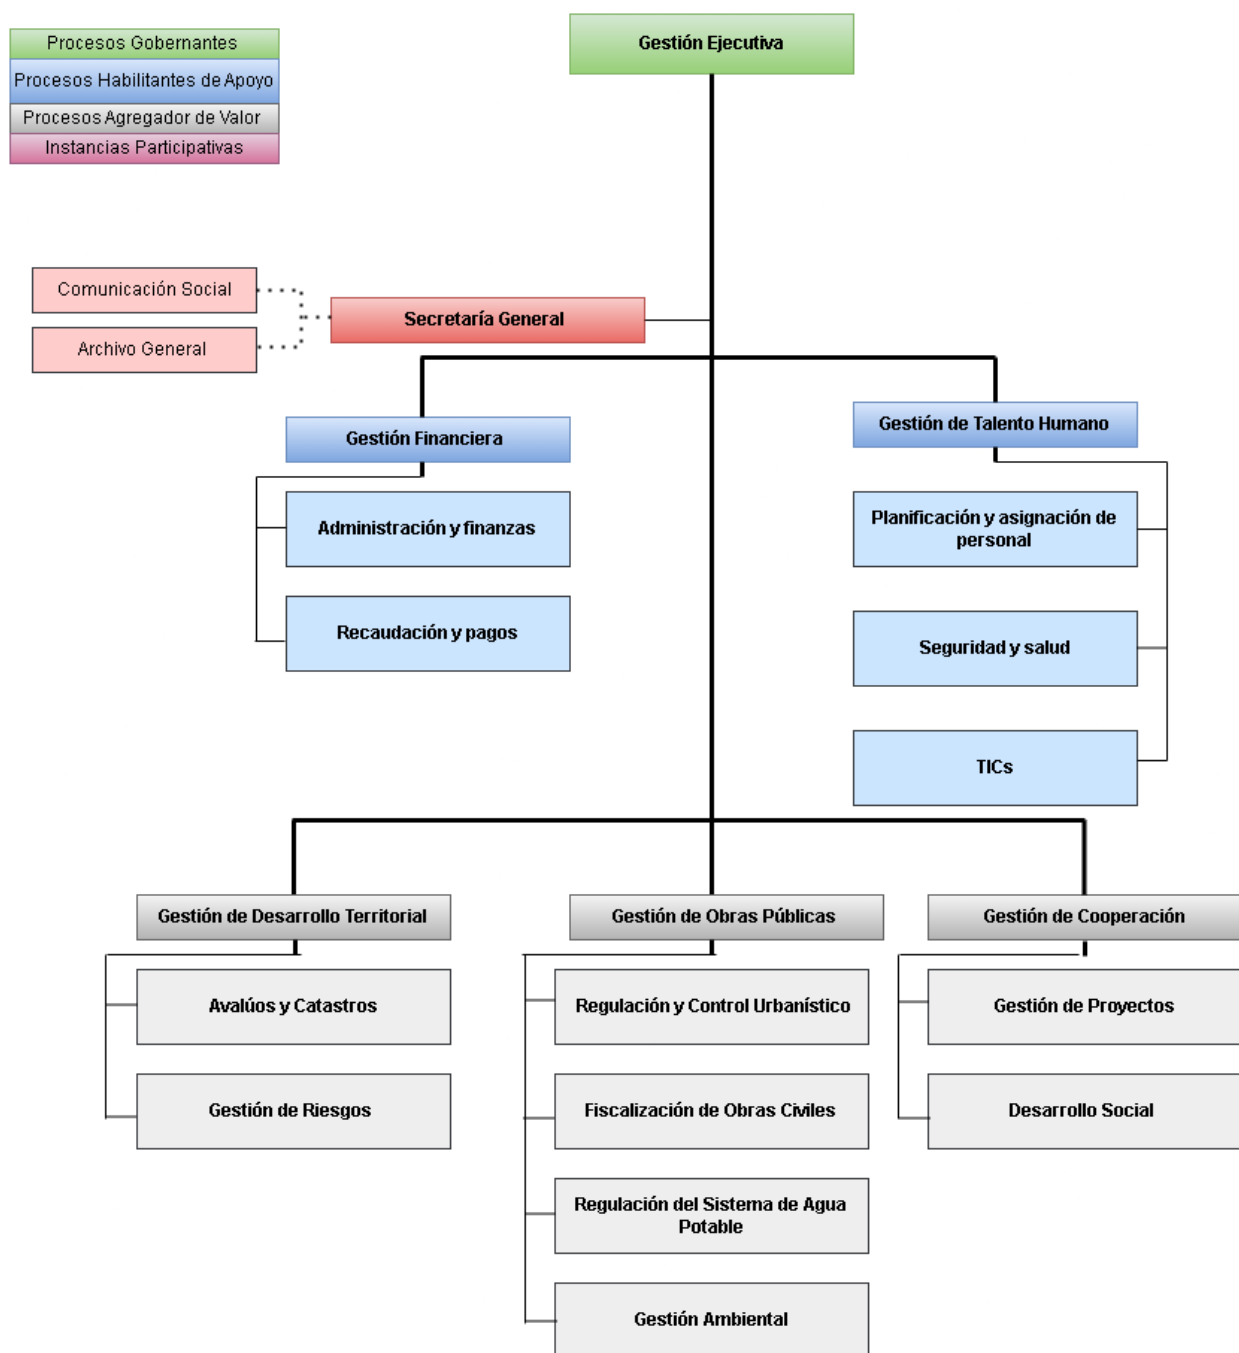 Procesos Gobernantes
Procesos Habilitantes de Apoyo
Procesos Agregador de Valor
Instancias Participativas
Gestión Ejecutiva
Comunicación Social
Archivo General
Secretaría General
Gestión Financiera
Administración y finanzas
Recaudación y pagos
Gestión de Talento Humano
Planificación y asignación de
personal
Seguridad y salud
TICs
Gestión de Desarrollo Territorial
Avalúos y Catastros
Gestión de Riesgos
Gestión de Obras Públicas
Regulación y Control Urbanístico
Fiscalización de Obras Civiles
Regulación del Sistema de Agua
Potable
Gestión Ambiental
Gestión de Cooperación
Gestión de Proyectos
Desarrollo Social